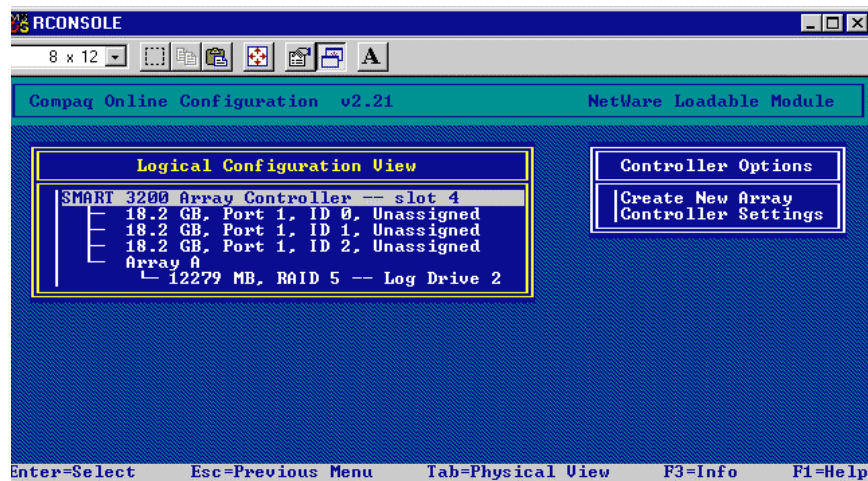 RCONSOLE
8 x 12
A
Compaq Online Configuration v2.21 NetWare Loadable Module
Logical Configuration View
SMART 3200 Array Controller -- slot 4
18.2 GB, Port 1, ID 0, Unassigned
18.2 GB, Port 1, ID 1, Unassigned
18.2 GB, Port 1, ID 2, Unassigned
Array A
12279 MB, RAID 5 -- Log Drive 2
Controller Options
Create New Array
Controller Settings
Enter=Select Esc=Previous Menu Tab=Physical View F3=Info F1=Help